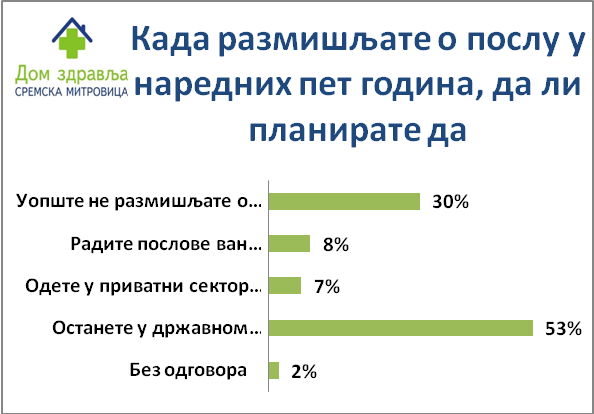 Када размишљате о послу у
наредних пет година, да ли
планирате да
Дом здравља
СРЕМСКА МИТРОВИЦА
Уопште не размишљате о... 30%
Радите послове ван... 8%
Одете у приватни сектор... 7%
Останете у државном... 53%
Без одговора 2%